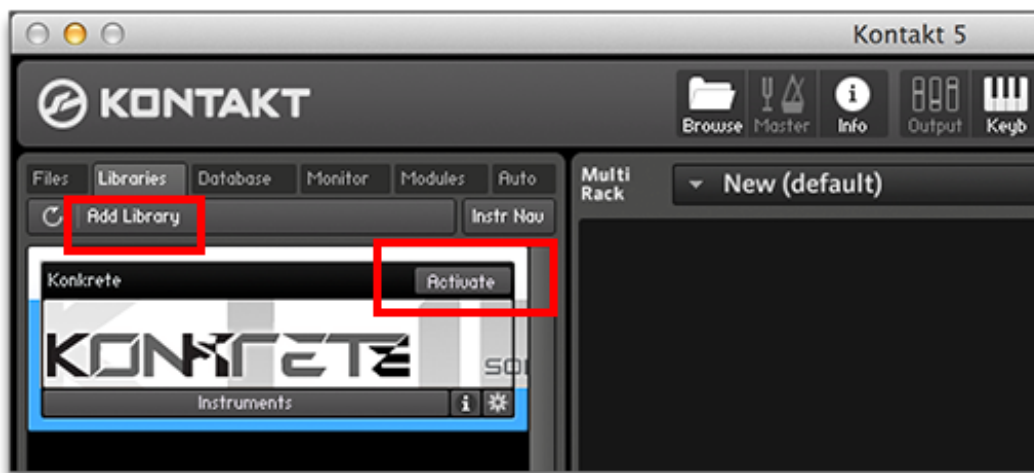 Kontakt 5
KONTAKT
Browse Master Info Output Keyb
Files Libraries Database Monitor Modules Auto
Add Library Instr Nav
Multi
Rack
New (default)
Konkrete Activate
KONKRETE
Instruments i